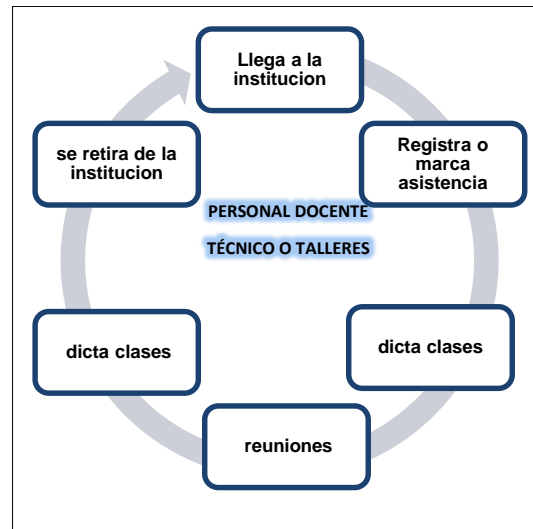 Llega a la
institucion
Registra o
marca
asistencia
dicta clases
reuniones
dicta clases
se retira de la
institucion
PERSONAL DOCENTE
TÉCNICO O TALLERES